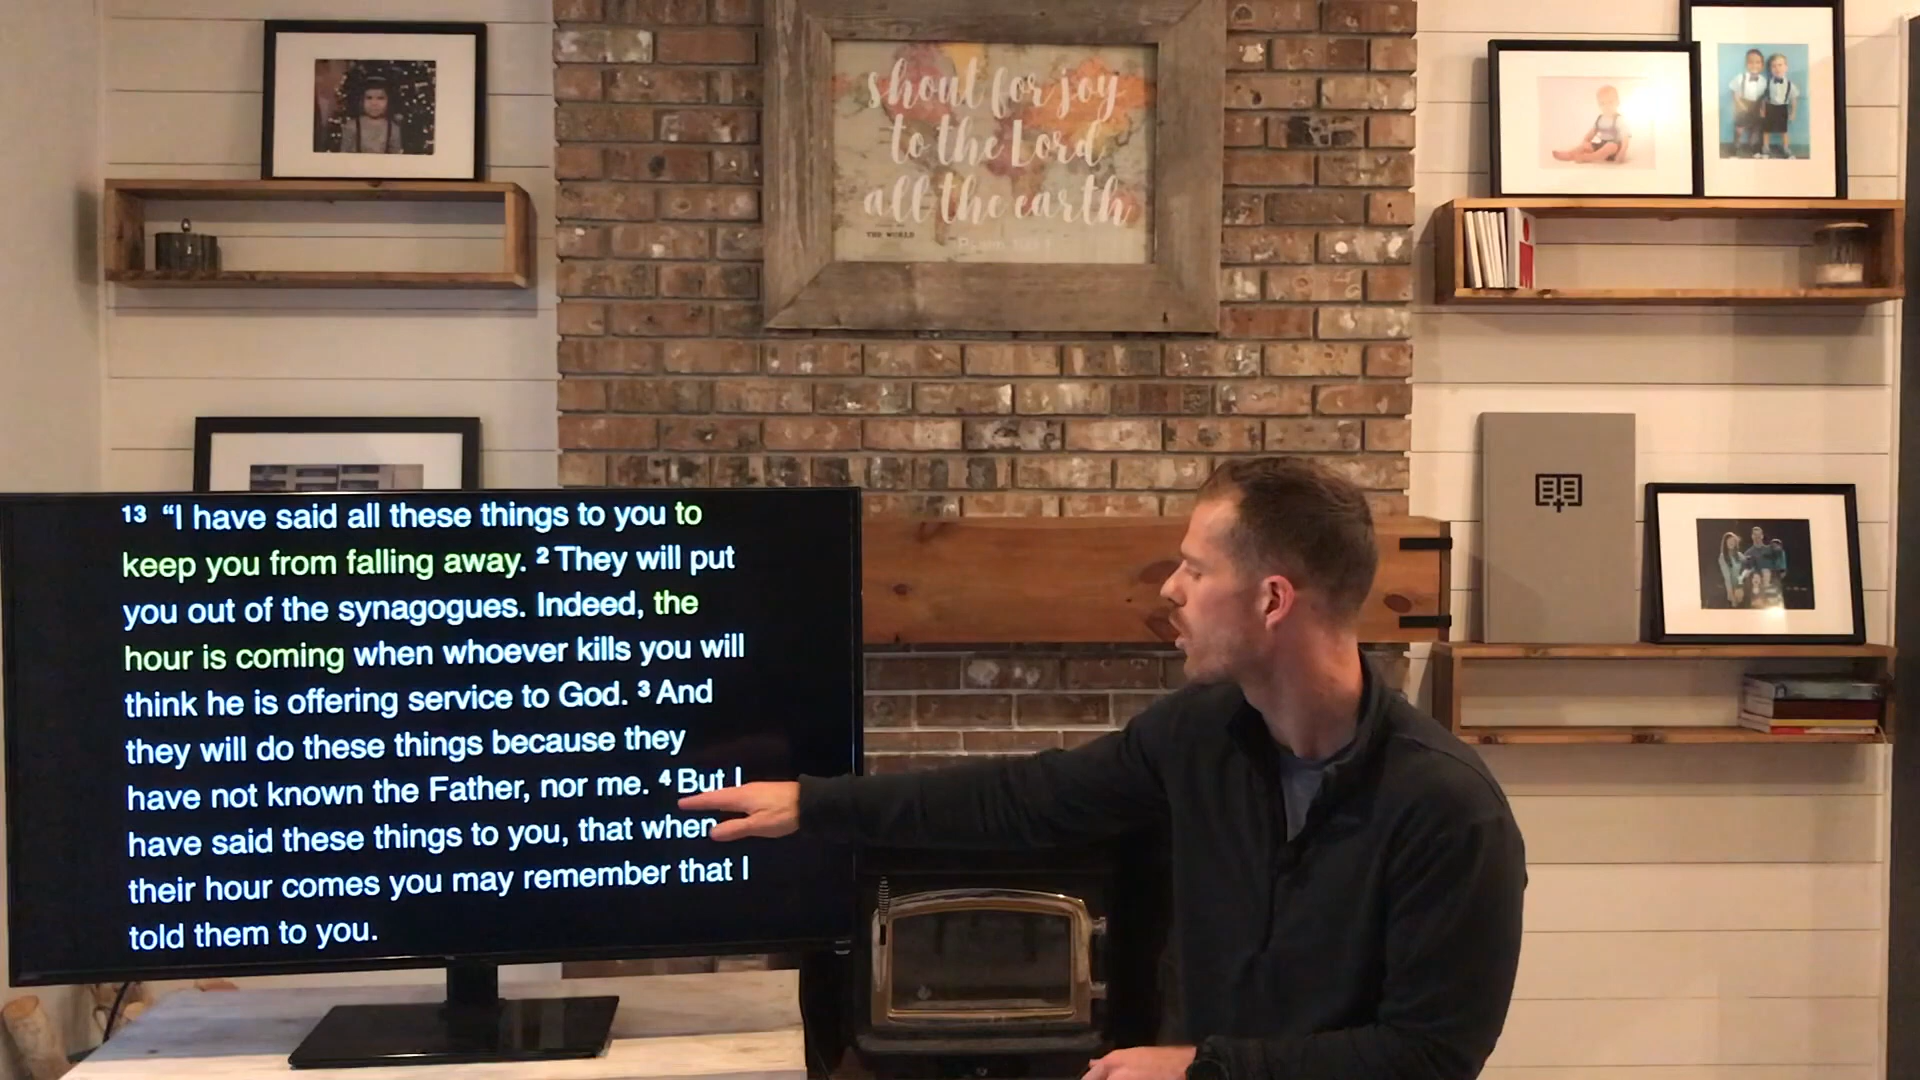 shout for joy
to the Lord
all the earth
THE WORLD
Psalm
13 “I have said all these things to you to
keep you from falling away. 2 They will put
you out of the synagogues. Indeed, the
hour is coming when whoever kills you will
think he is offering service to God. 3 And
they will do these things because they
have not known the Father, nor me. 4 But I
have said these things to you, that when
their hour comes you may remember that I
told them to you.